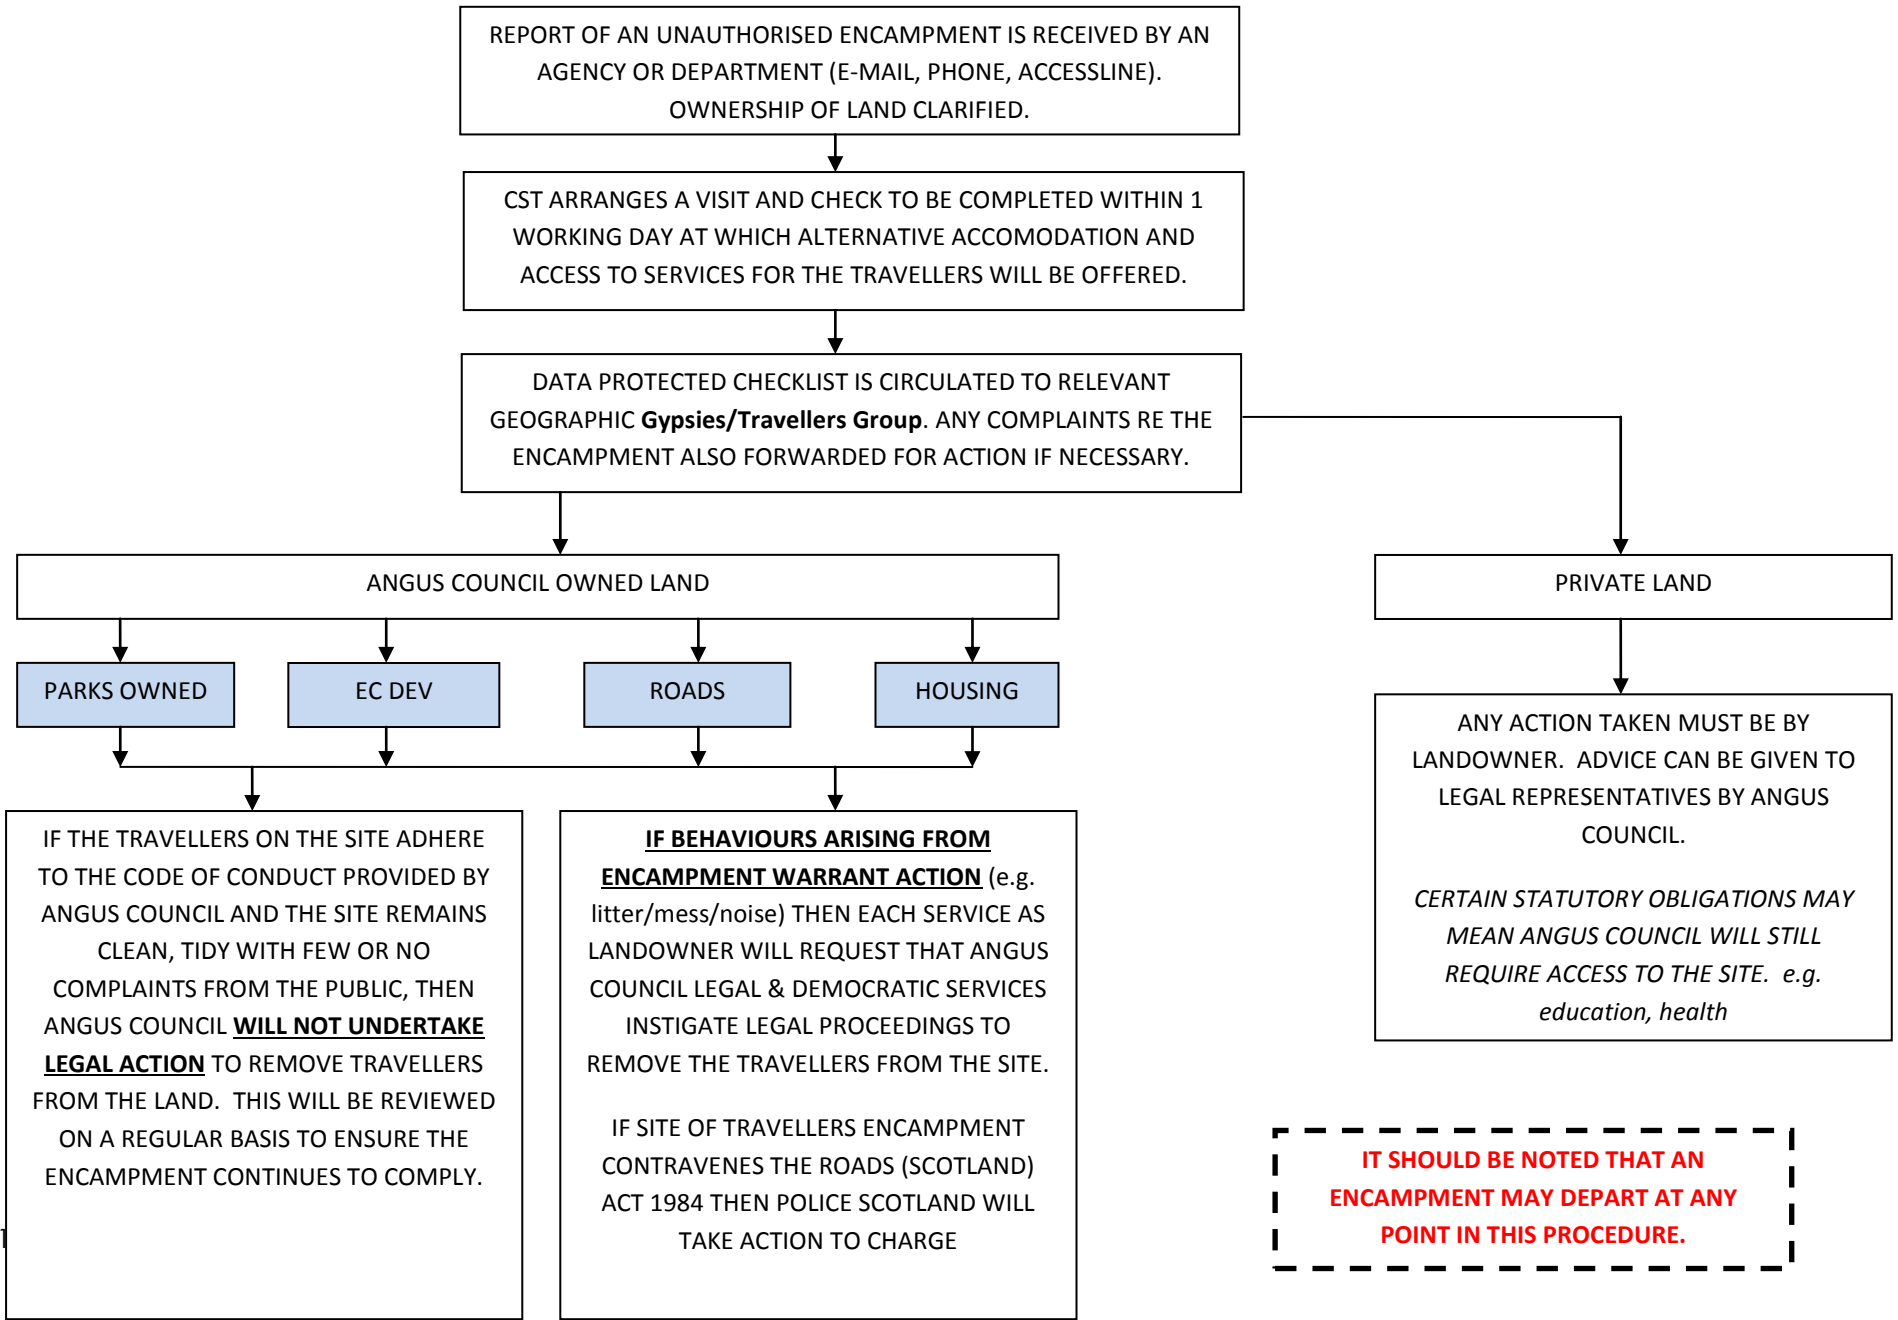 REPORT OF AN UNAUTHORISED ENCAMPMENT IS RECEIVED BY AN
AGENCY OR DEPARTMENT (E-MAIL, PHONE, ACCESSLINE).
OWNERSHIP OF LAND CLARIFIED.
CST ARRANGES A VISIT AND CHECK TO BE COMPLETED WITHIN 1
WORKING DAY AT WHICH ALTERNATIVE ACCOMODATION AND
ACCESS TO SERVICES FOR THE TRAVELLERS WILL BE OFFERED.
DATA PROTECTED CHECKLIST IS CIRCULATED TO RELEVANT
GEOGRAPHIC Gypsies/Travellers Group. ANY COMPLAINTS RE THE
ENCAMPMENT ALSO FORWARDED FOR ACTION IF NECESSARY.
ANGUS COUNCIL OWNED LAND
PRIVATE LAND
PARKS OWNED
EC DEV
ROADS
HOUSING
IF THE TRAVELLERS ON THE SITE ADHERE
TO THE CODE OF CONDUCT PROVIDED BY
ANGUS COUNCIL AND THE SITE REMAINS
CLEAN, TIDY WITH FEW OR NO
COMPLAINTS FROM THE PUBLIC, THEN
ANGUS COUNCIL WILL NOT UNDERTAKE
LEGAL ACTION TO REMOVE TRAVELLERS
FROM THE LAND. THIS WILL BE REVIEWED
ON A REGULAR BASIS TO ENSURE THE
ENCAMPMENT CONTINUES TO COMPLY.
IF BEHAVIOURS ARISING FROM
ENCAMPMENT WARRANT ACTION (e.g.
litter/mess/noise) THEN EACH SERVICE AS
LANDOWNER WILL REQUEST THAT ANGUS
COUNCIL LEGAL & DEMOCRATIC SERVICES
INSTIGATE LEGAL PROCEEDINGS TO
REMOVE THE TRAVELLERS FROM THE SITE.
IF SITE OF TRAVELLERS ENCAMPMENT
CONTRAVENES THE ROADS (SCOTLAND)
ACT 1984 THEN POLICE SCOTLAND WILL
TAKE ACTION TO CHARGE
ANY ACTION TAKEN MUST BE BY
LANDOWNER. ADVICE CAN BE GIVEN TO
LEGAL REPRESENTATIVES BY ANGUS
COUNCIL.
CERTAIN STATUTORY OBLIGATIONS MAY
MEAN ANGUS COUNCIL WILL STILL
REQUIRE ACCESS TO THE SITE. e.g.
education, health
IT SHOULD BE NOTED THAT AN
ENCAMPMENT MAY DEPART AT ANY
POINT IN THIS PROCEDURE.